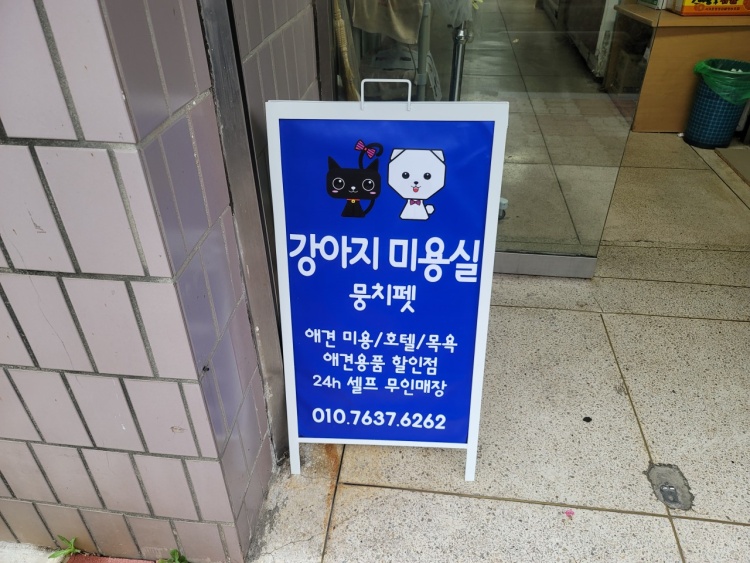 강아지 미용실
뭉치펫
애견 미용/호텔/목욕
애견용품 할인점
24h 셀프 무인매장
010.7637.6262